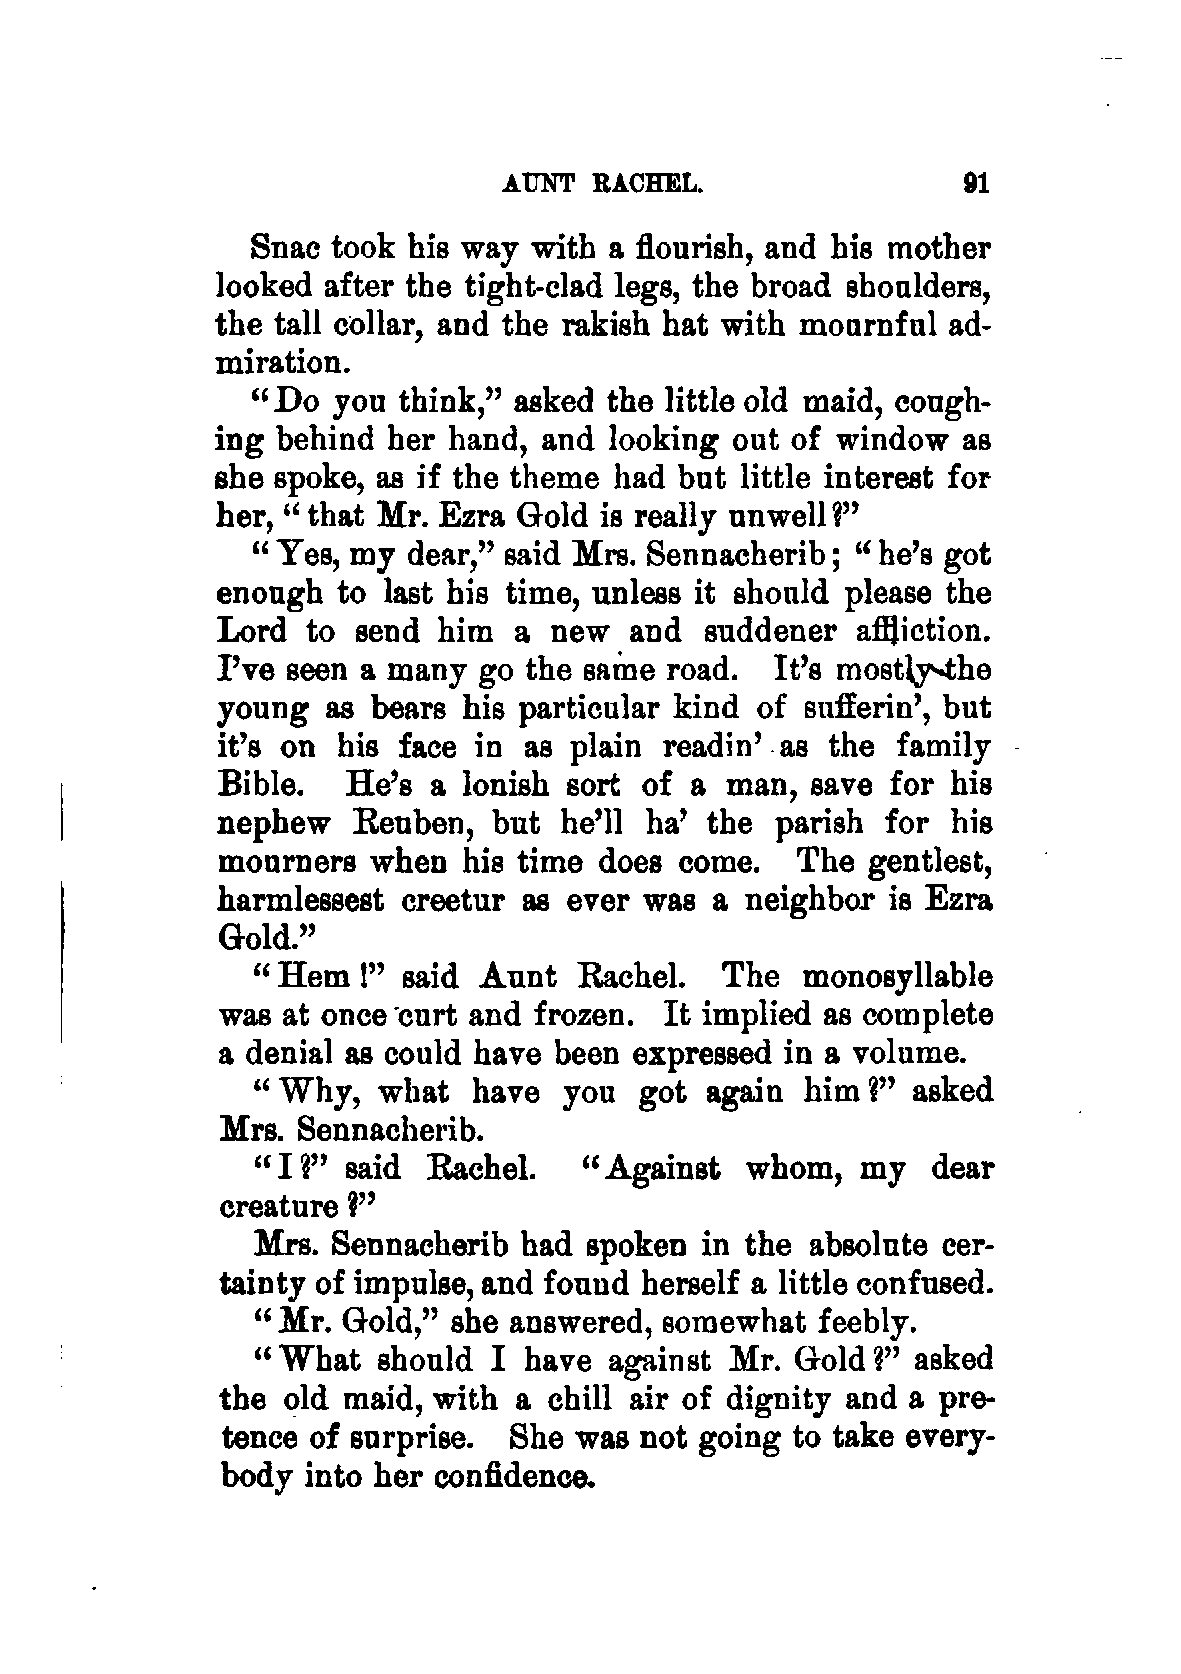 AUNT RACHEL. 91
Snac took his way with a flourish, and his mother
looked after the tight-clad legs, the broad shoulders,
the tall collar, and the rakish hat with mournful ad-
miration.
“Do you think,” asked the little old maid, cough-
ing behind her hand, and looking out of window as
she spoke, as if the theme had but little interest for
her, “that Mr. Ezra Gold is really unwell?”
“Yes, my dear,” said Mrs. Sennacherib; “he’s got
enough to last his time, unless it should please the
Lord to send him a new and suddener affliction.
I’ve seen a many go the same road. It’s mostly the
young as bears his particular kind of sufferin’, but
it’s on his face in as plain readin’ as the family
Bible. He’s a lonish sort of a man, save for his
nephew Reuben, but he’ll ha’ the parish for his
mourners when his time does come. The gentlest,
harmlessest creetur as ever was a neighbor is Ezra
Gold.”
“Hem!” said Aunt Rachel. The monosyllable
was at once curt and frozen. It implied as complete
a denial as could have been expressed in a volume.
“Why, what have you got again him?” asked
Mrs. Sennacherib.
“I?” said Rachel. “Against whom, my dear
creature?”
Mrs. Sennacherib had spoken in the absolute cer-
tainty of impulse, and found herself a little confused.
“Mr. Gold,” she answered, somewhat feebly.
“What should I have against Mr. Gold?” asked
the old maid, with a chill air of dignity and a pre-
tence of surprise. She was not going to take every-
body into her confidence.